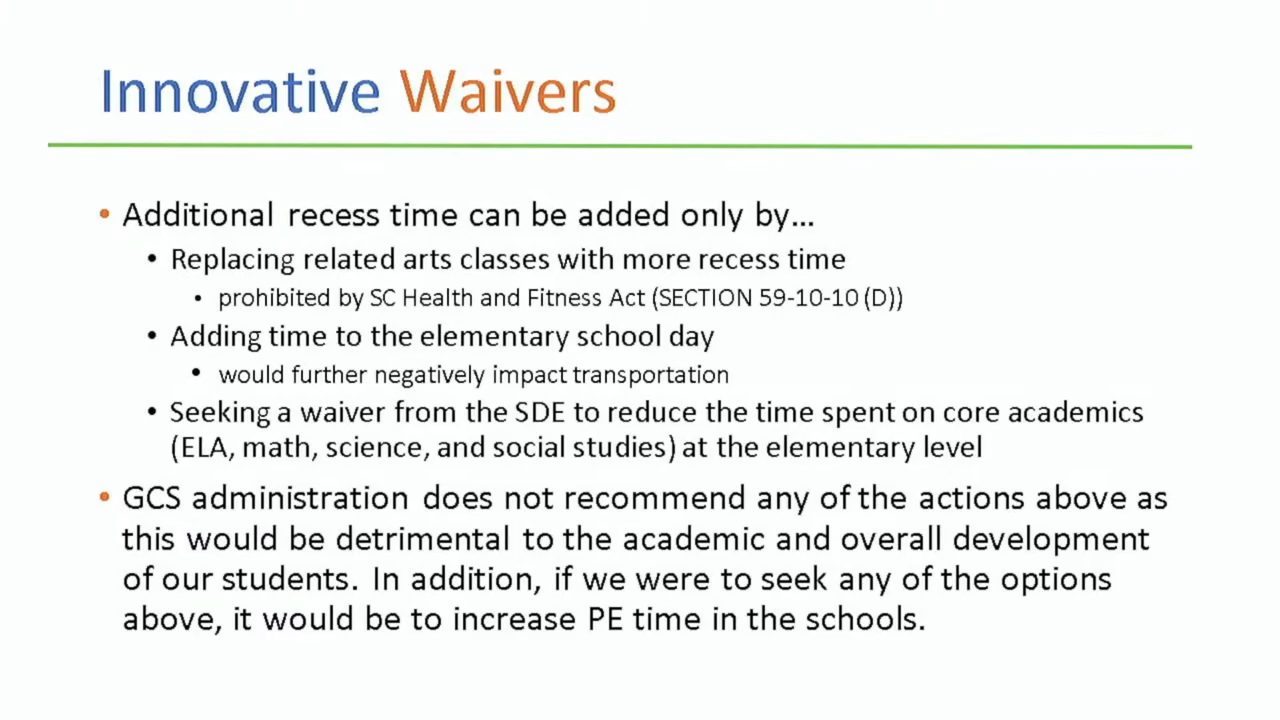 Innovative Waivers
• Additional recess time can be added only by…
• Replacing related arts classes with more recess time
• prohibited by SC Health and Fitness Act (SECTION 59-10-10 (D))
• Adding time to the elementary school day
• would further negatively impact transportation
• Seeking a waiver from the SDE to reduce the time spent on core academics
(ELA, math, science, and social studies) at the elementary level
• GCS administration does not recommend any of the actions above as
this would be detrimental to the academic and overall development
of our students. In addition, if we were to seek any of the options
above, it would be to increase PE time in the schools.